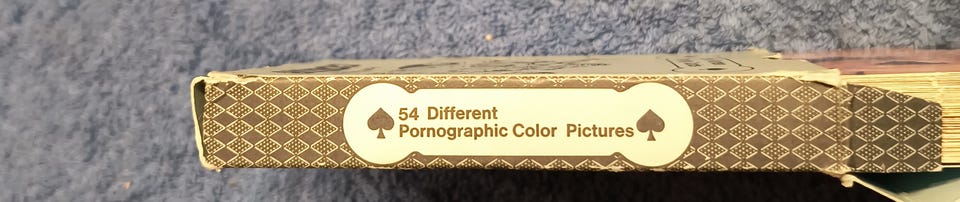 54 Different
Pornographic Color Pictures